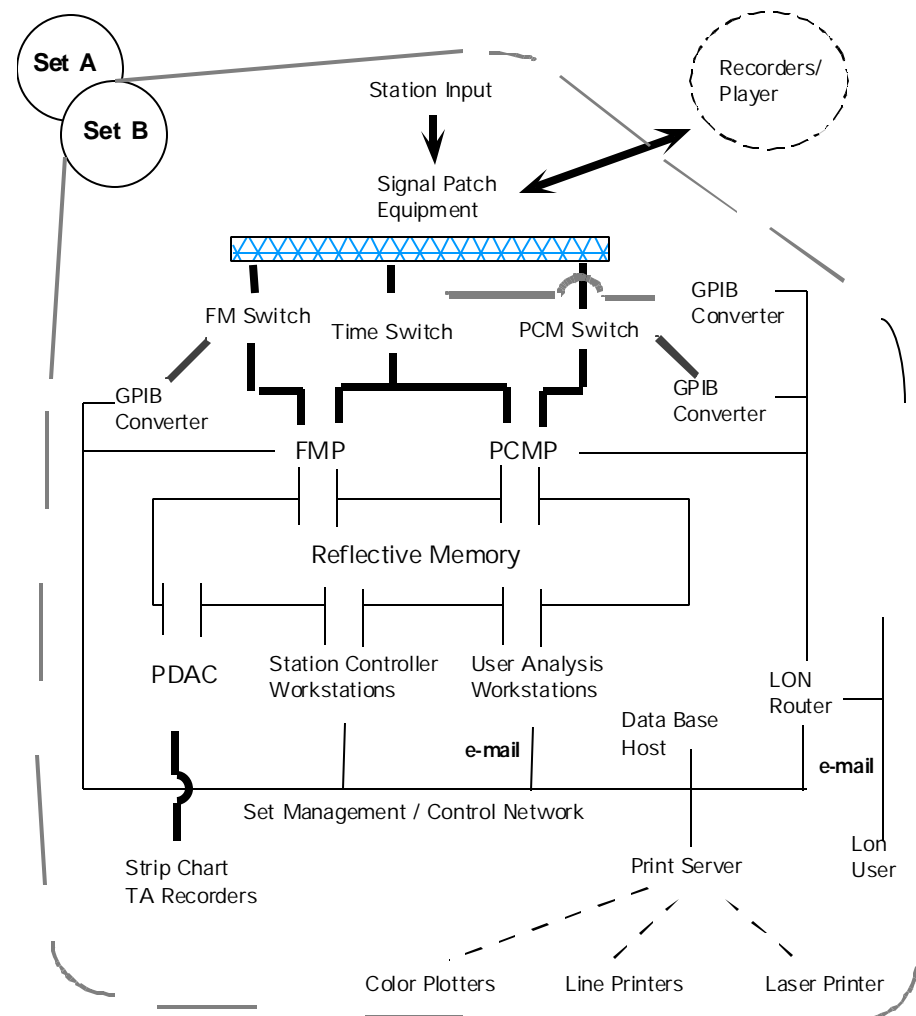 Set A
Set B
Station Input
Recorders/
Player
Signal Patch
Equipment
GPIB
Converter
FM Switch
Time Switch
PCM Switch
GPIB
Converter
GPIB
Converter
FMP
PCMP
Reflective Memory
PDAC
Station Controller
Workstations
User Analysis
Workstations
LON
Router
Data Base
Host
e-mail
e-mail
Set Management / Control Network
Strip Chart
TA Recorders
Print Server
Lon
User
Color Plotters
Line Printers
Laser Printer